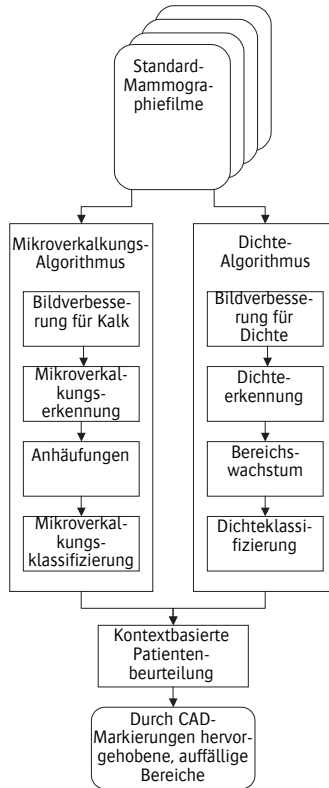 Standard-
Mammogra-
phiefilme
Mikroverkalkungs-
Algorithmus
Bildverbesse-
rung für Kalk
Mikroverkal-
kungs-
erkennung
Anhäufungen
Mikroverkal-
kungs-
klassifizierung
Dichte-
Algorithmus
Bildverbesse-
rung für
Dichte
Dichte-
erkennung
Bereichs-
wachstum
Dichteklassi-
fizierung
Kontextbasierte
Patienten-
beurteilung
Durch CAD-
Markierungen hervor-
gehobene, auffällige
Bereiche